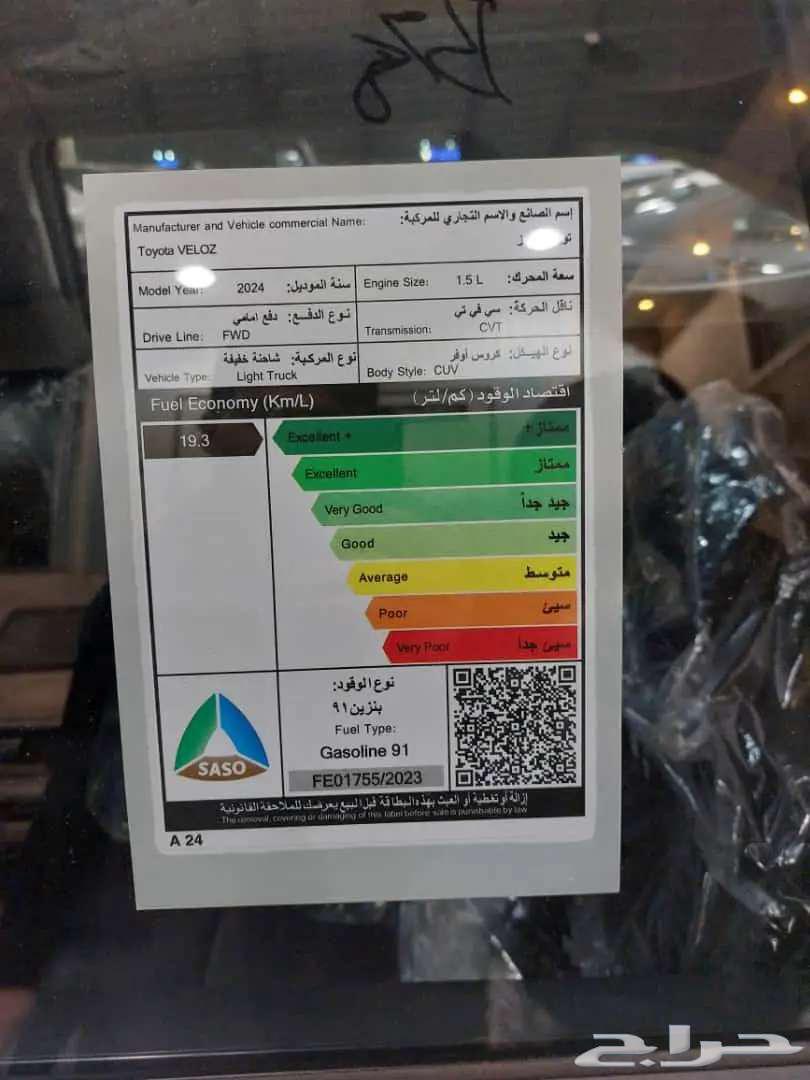 Manufacturer and Vehicle commercial Name: إسم الصانع والاسم التجاري للمركبة:
Toyota VELOZ
Model Year: 2024 سنة الموديل:
Engine Size: 1.5 L سعة المحرك:
نوع الدفـع: دفع امامي
Drive Line: FWD
ناقل الحركة: سي في تي
Transmission: CVT
نوع المركبة: شاحنة خفيفة
Vehicle Type: Light Truck
نوع الهيكل: كروس أوفر
Body Style: CUV
Fuel Economy (Km/L) اقتصاد الوقود (كم/لتر)
19.3
Excellent + ممتاز+
Excellent ممتاز
Very Good جيد جداً
Good جيد
Average متوسط
Poor سيئ
Very Poor سيئ جداً
نوع الوقود:
بنزين ٩١
Fuel Type:
Gasoline 91
FE01755/2023
SASO
إزالة أو تغطية أو العبث بهذه البطاقة قبل البيع يعرضك للملاحقة القانونية
The removal, covering or damaging of this label before sale is punishable by law
A 24
حراج